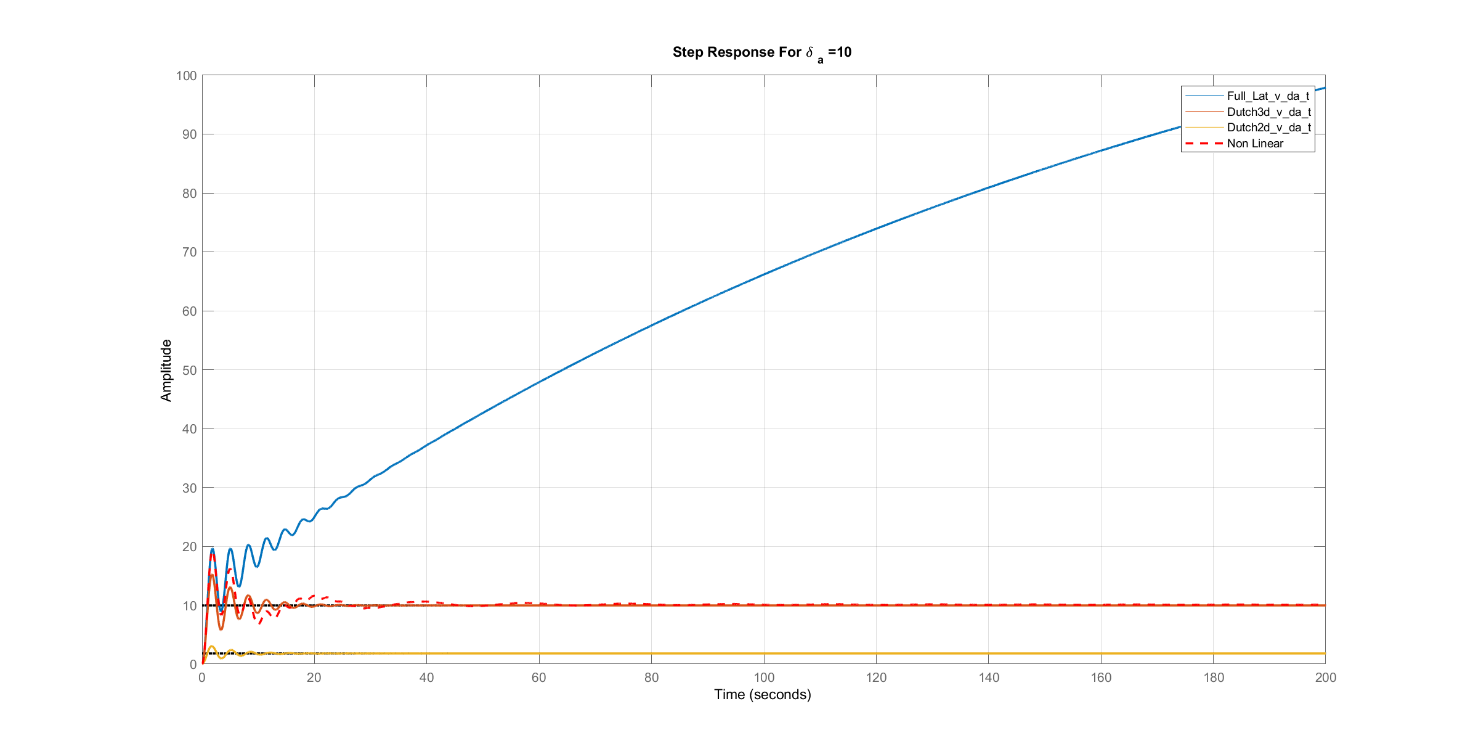 Step Response For δ a =10
100
90
80
70
60
50
40
30
20
10
0
Amplitude
Full_Lat_v_da_t
Dutch3d_v_da_t
Dutch2d_v_da_t
Non Linear
0 20 40 60 80 100 120 140 160 180 200
Time (seconds)